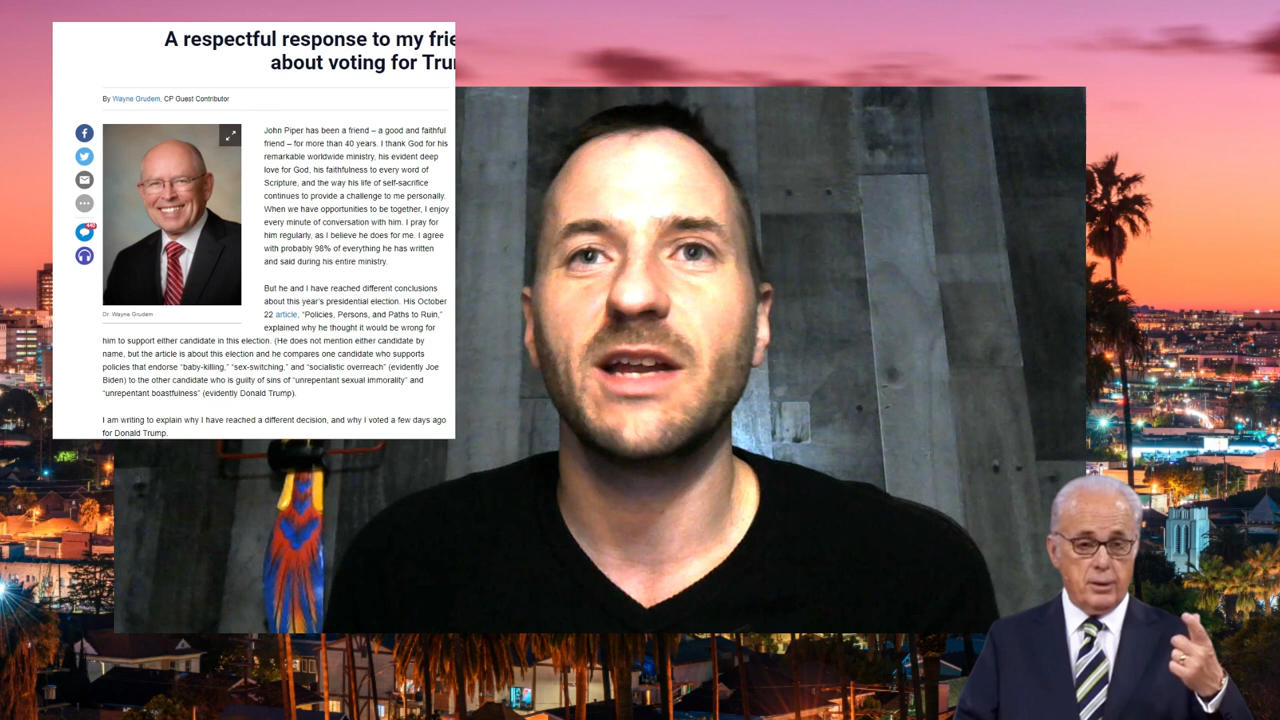 A respectful response to my frie
about voting for Tru
By Wayne Grudem, CP Guest Contributor
John Piper has been a friend – a good and faithful
friend – for more than 40 years. I thank God for his
remarkable worldwide ministry, his evident deep
love for God, his faithfulness to every word of
Scripture, and the way his life of self-sacrifice
continues to provide a challenge to me personally.
When we have opportunities to be together, I enjoy
every minute of conversation with him. I pray for
him regularly, as I believe he does for me. I agree
with probably 98% of everything he has written
and said during his entire ministry.
But he and I have reached different conclusions
about this year's presidential election. His October
22 article, "Policies, Persons, and Paths to Ruin,"
explained why he thought it would be wrong for
Dr. Wayne Grudem
him to support either candidate in this election. (He does not mention either candidate by
name, but the article is about this election and he compares one candidate who supports
policies that endorse "baby-killing," "sex-switching," and "socialistic overreach" (evidently Joe
Biden) to the other candidate who is guilty of sins of "unrepentant sexual immorality" and
"unrepentant boastfulness" (evidently Donald Trump).
I am writing to explain why I have reached a different decision, and why I voted a few days ago
for Donald Trump.